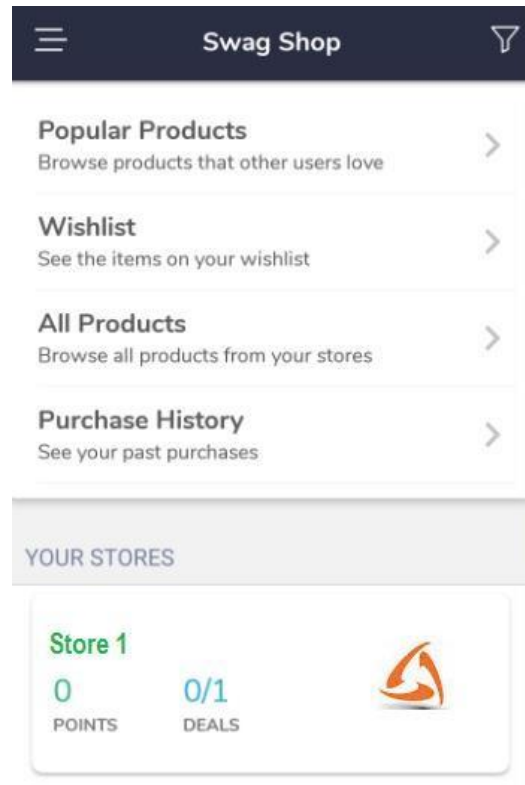 Swag Shop
Popular Products
Browse products that other users love
Wishlist
See the items on your wishlist
All Products
Browse all products from your stores
Purchase History
See your past purchases
YOUR STORES
Store 1
0 0/1
POINTS DEALS